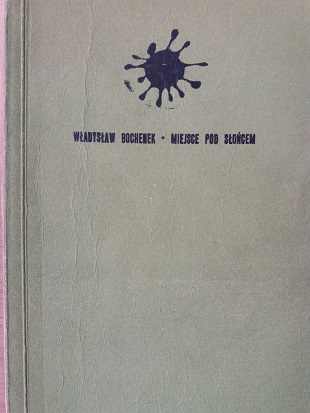 WŁADYSŁAW BOCHENEK • MIEJSCE POD SŁOŃCEM